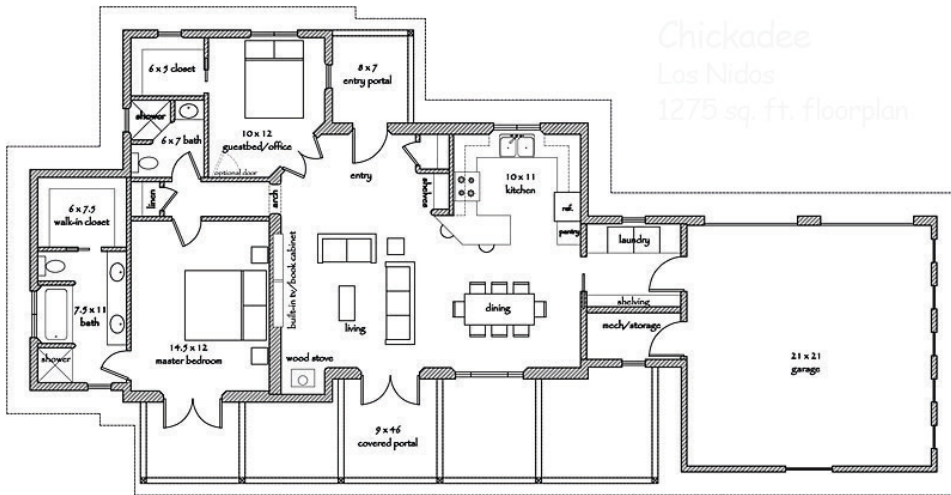 Chickadee
Los Nidos
1275 sq. ft. floorplan
6 x 5 closet
8 x 7
entry portal
shower
10 x 12
guestbed/office
6 x 7 bath
optional door
entry
10 x 11
kitchen
shelves
ref.
pantry
linen
arch
6 x 7.5
walk-in closet
laundry
built-in tv/book cabinet
shelving
7.5 x 11
bath
living
dining
mech/storage
14.5 x 12
master bedroom
shower
wood stove
21 x 21
garage
9 x 46
covered portal